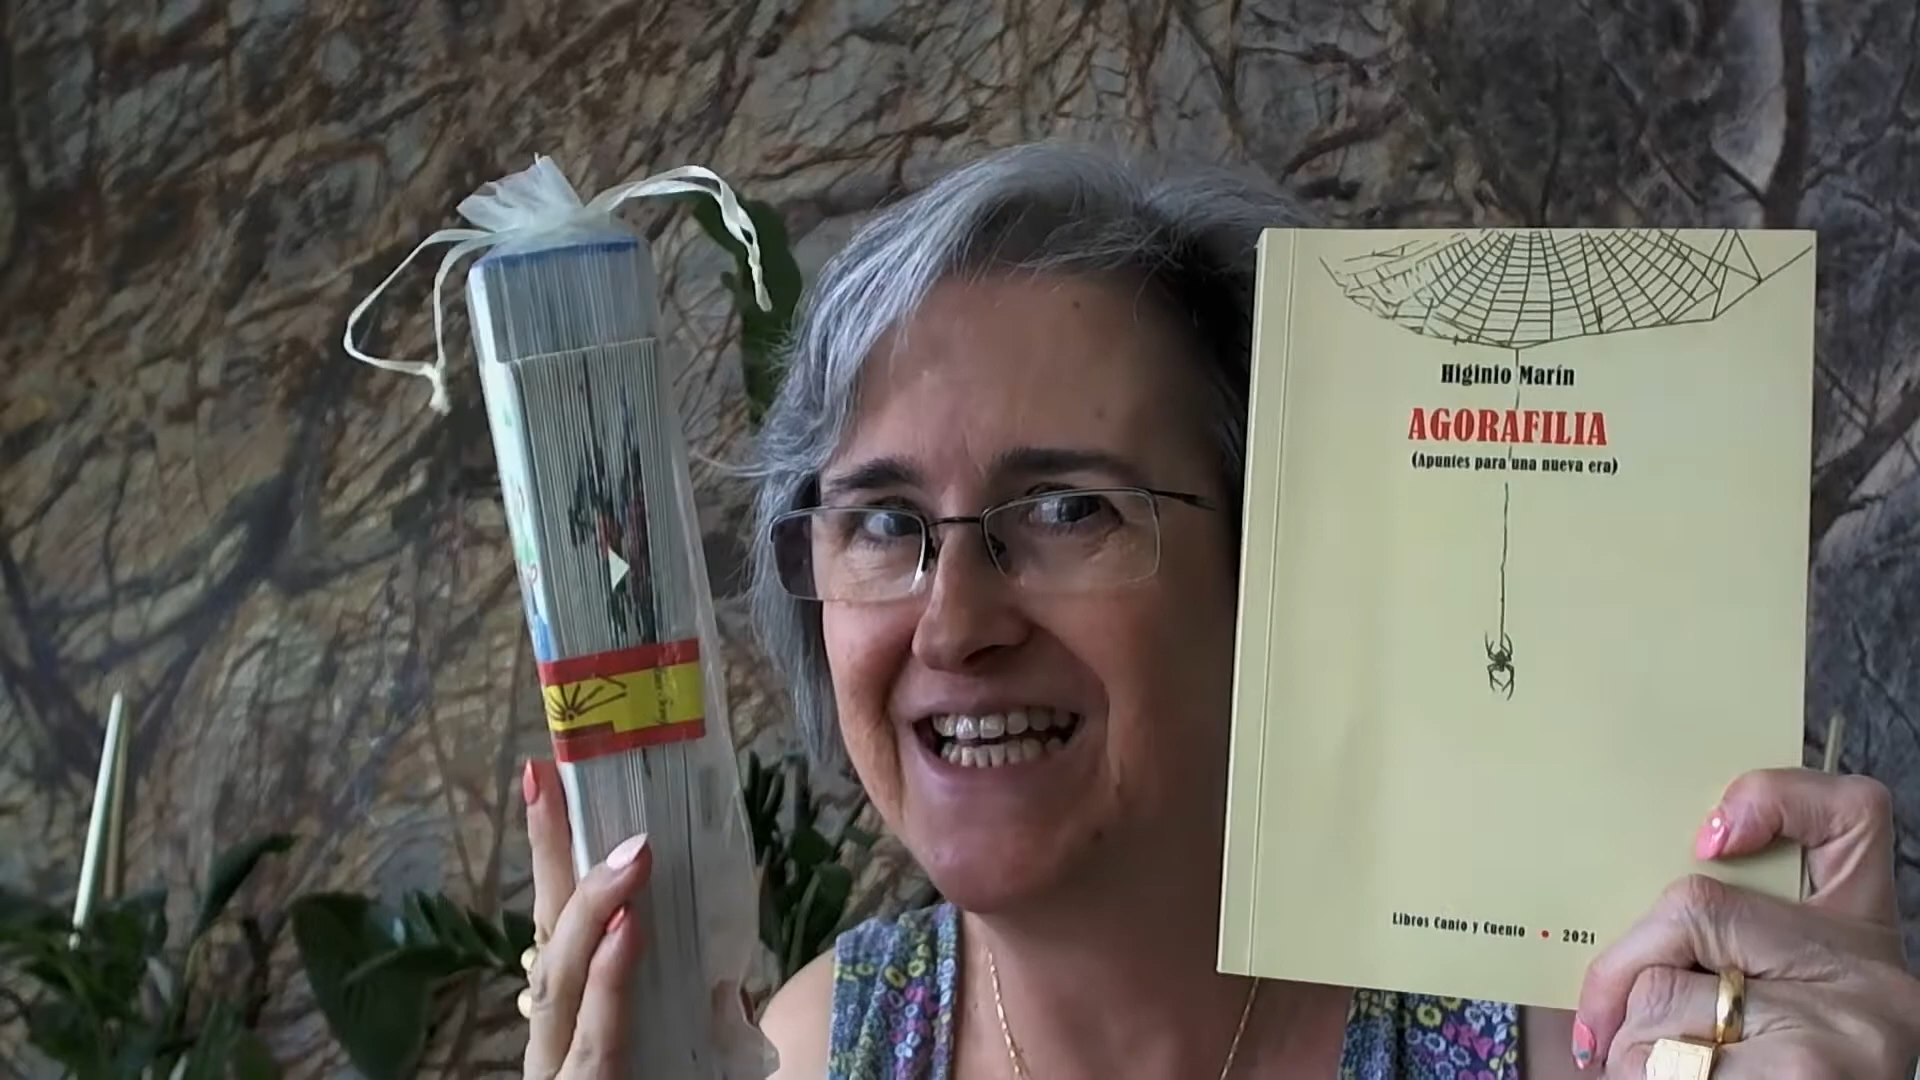 Higinio Marín
AGORAFILIA
(Apuntes para una nueva era)
Libros Canto y Cuento • 2021